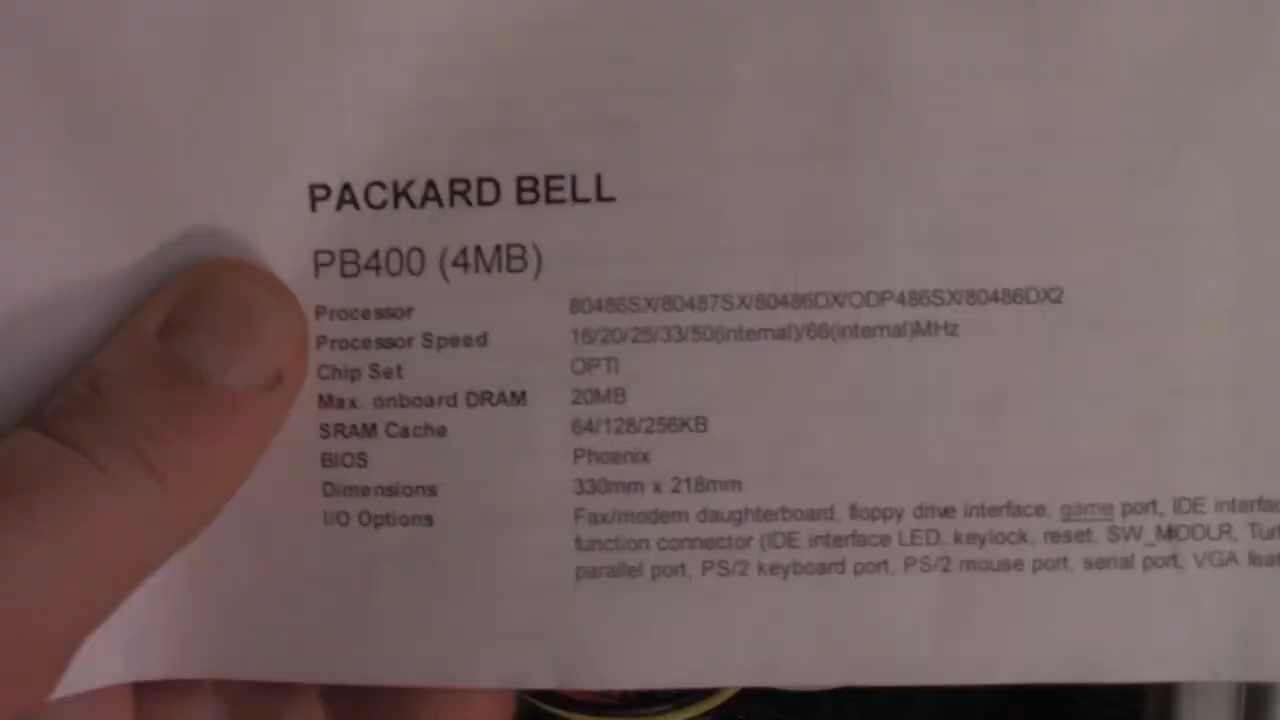 PACKARD BELL
PB400 (4MB)
Processor 80486SX/80487SX/80486DX/ODP486SX/80486DX2
Processor Speed 16/20/25/33/50(internal)/66(internal)MHz
Chip Set OPTI
Max. onboard DRAM 20MB
SRAM Cache 64/128/256KB
BIOS Phoenix
Dimensions 330mm x 218mm
I/O Options Fax/modem daughterboard, floppy drive interface, game port, IDE
function connector (IDE interface LED, keylock, reset, SW_MODLR,
parallel port, PS/2 keyboard port, PS/2 mouse port, serial port, VGA